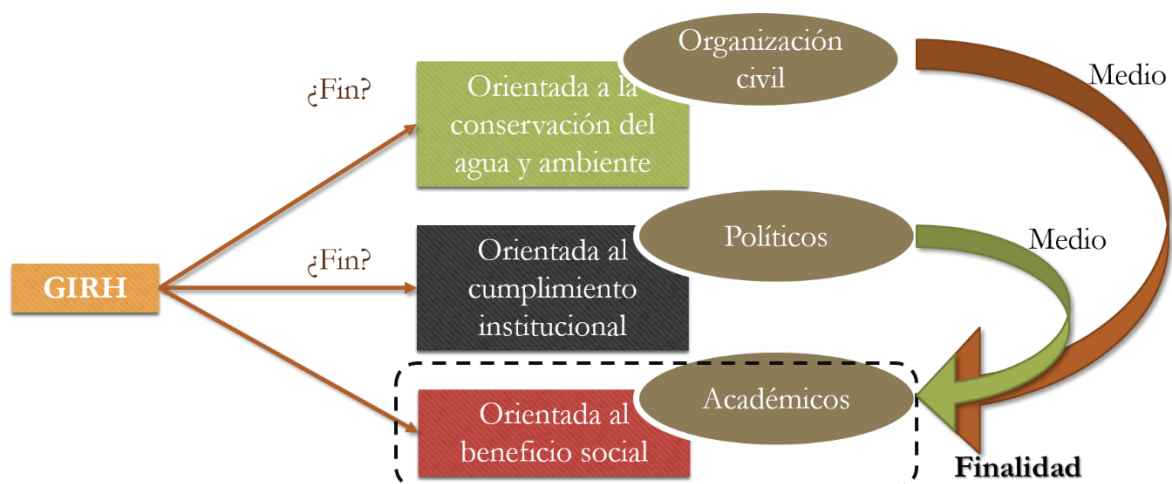 Organización
civil
Medio
¿Fin?
Orientada a la
conservación del
agua y ambiente
Políticos
Medio
¿Fin?
Orientada al
cumplimiento
institucional
GIRH
Académicos
Orientada al
beneficio social
Finalidad